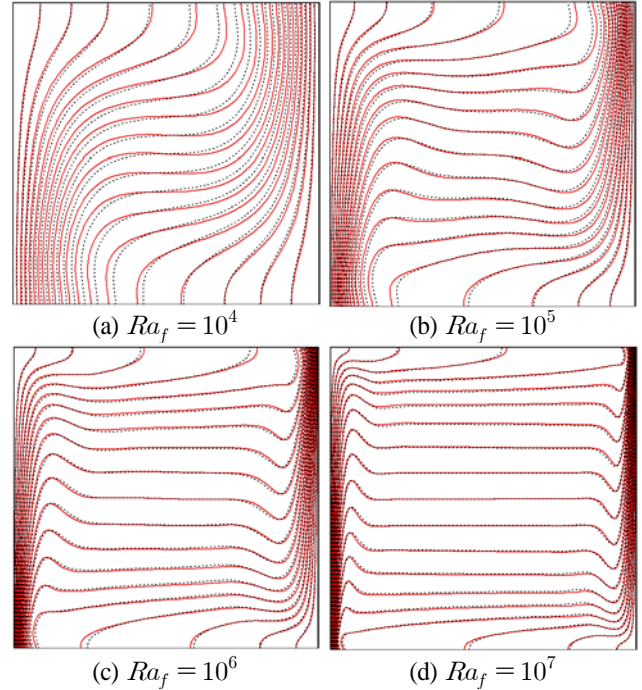 (a) Ra_f = 10^4
(b) Ra_f = 10^5
(c) Ra_f = 10^6
(d) Ra_f = 10^7